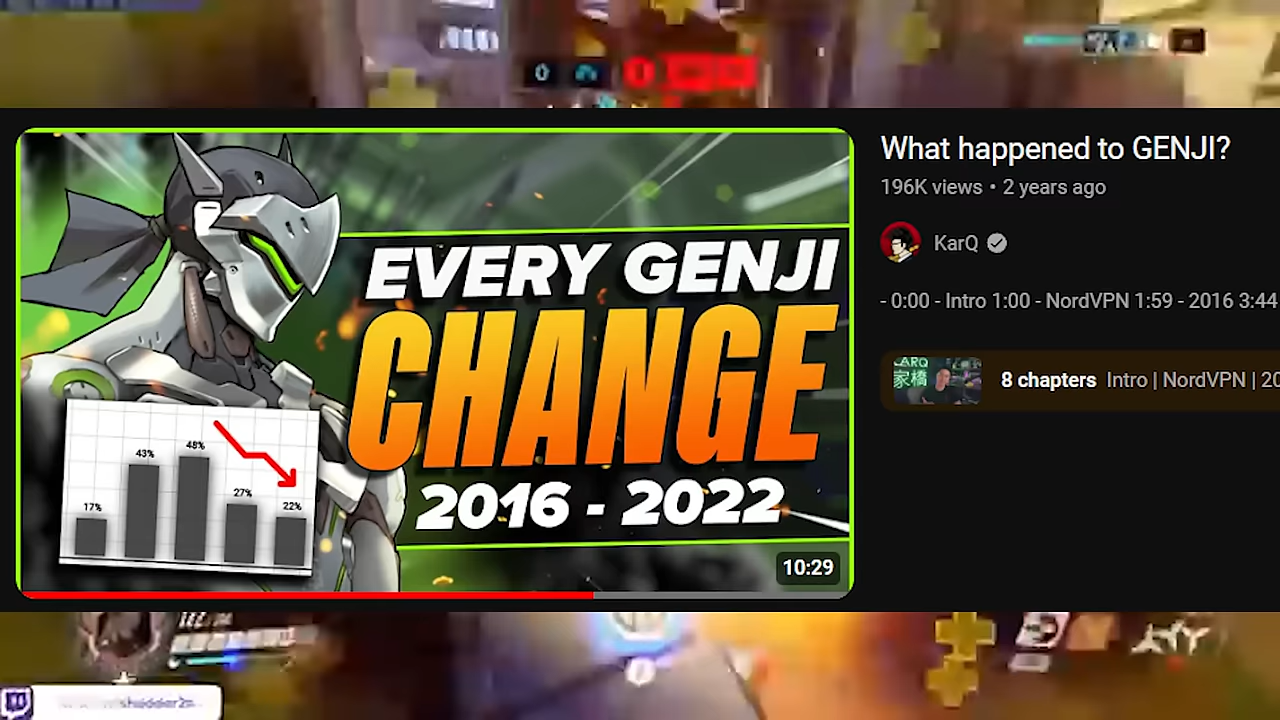 0
What happened to GENJI?
196K views • 2 years ago
KarQ
- 0:00 - Intro 1:00 - NordVPN 1:59 - 2016 3:44
KARQ
家橋
8 chapters Intro | NordVPN | 20
EVERY GENJI
CHANGE
2016 - 2022
17%
43%
48%
27%
22%
10:29